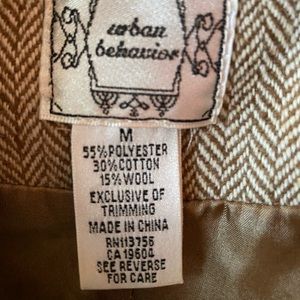 urban
behavior
M
55%POLYESTER
30%COTTON
15%WOOL
EXCLUSIVE OF
TRIMMING
MADE IN CHINA
RN113756
CA19604
SEE REVERSE
FOR CARE